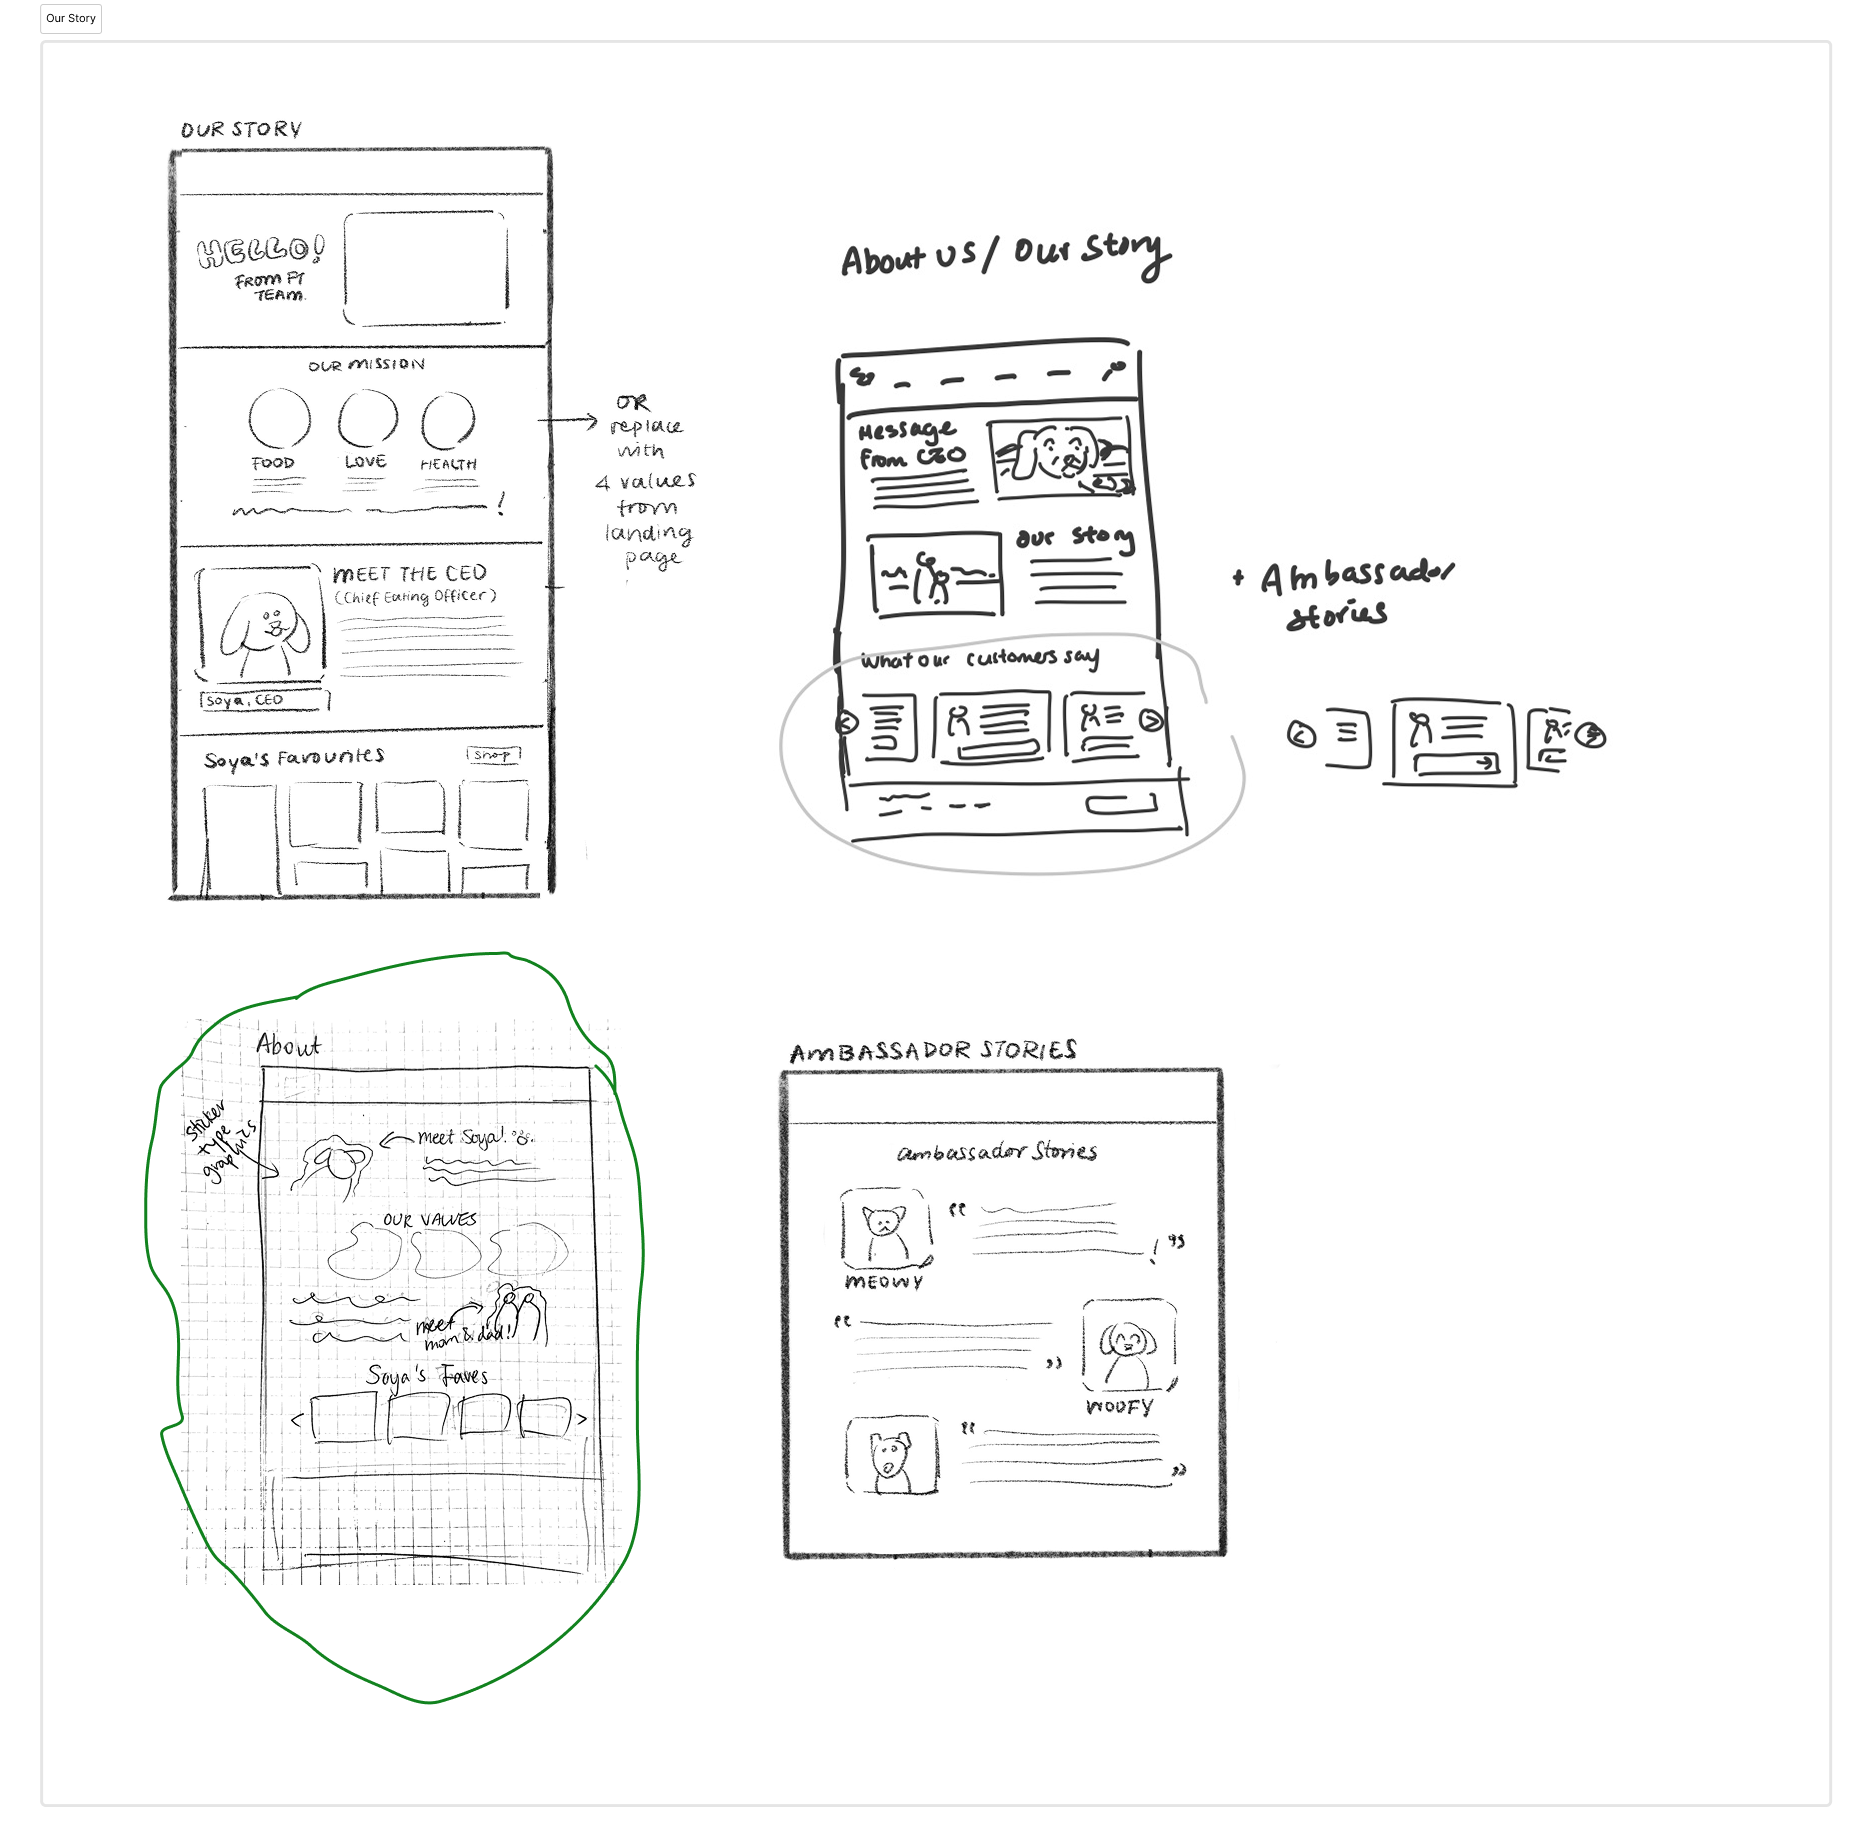 Our Story
OUR STORY
HELLO!
FROM FT
TEAM.
OUR MISSION
FOOD
LOVE
HEALTH
!
OR
replace
with
4 values
from
landing
page
MEET THE CEO
(Chief Eating Officer)
Soya, CEO
Soya's Favourites
shop
About us / Our Story
Message
from CEO
our story
What our customers say
+ Ambassador
stories
About
sticker
type
graphics
meet Soya!
OUR VALUES
meet
mom & dad!
Soya's Faves
AMBASSADOR STORIES
ambassador Stories
MEOWY
WOOFY